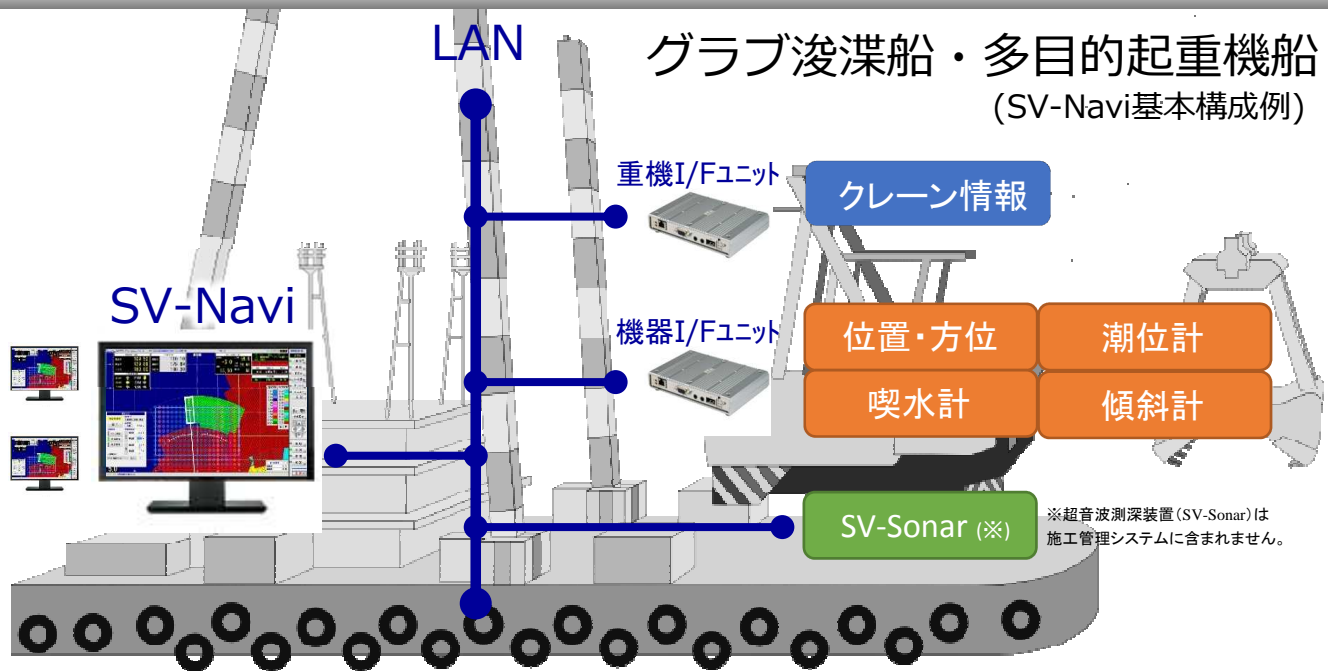 LAN
グラブ浚渫船・多目的起重機船
(SV-Navi基本構成例)
重機I/Fユニット
クレーン情報
SV-Navi
機器I/Fユニット
位置・方位
潮位計
喫水計
傾斜計
SV-Sonar (※)
※超音波測深装置(SV-Sonar)は
施工管理システムに含まれません。